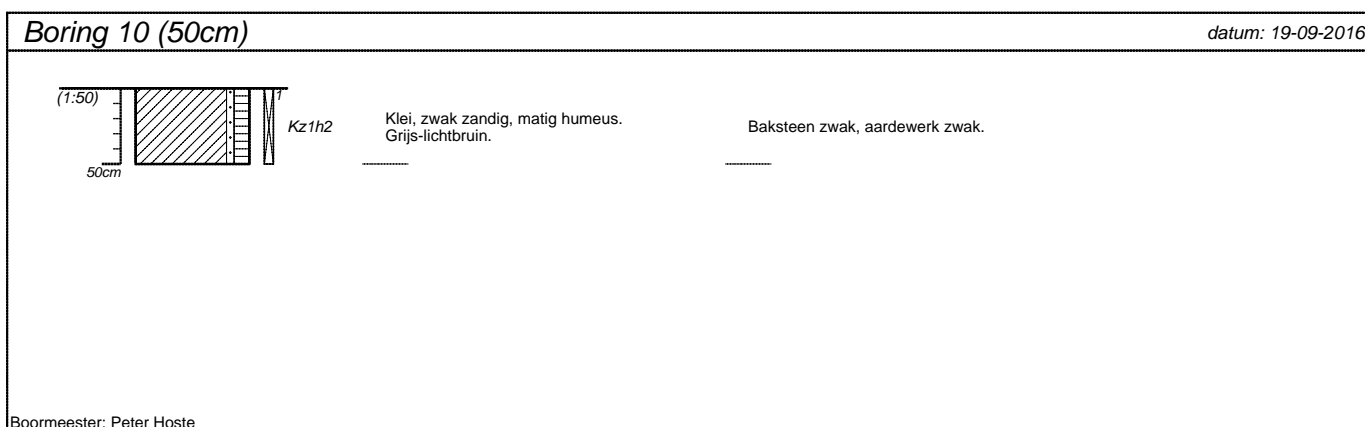 Boring 10 (50cm)
datum: 19-09-2016
(1:50)
1
Kz1h2
Klei, zwak zandig, matig humeus.
Grijs-lichtbruin.
Baksteen zwak, aardewerk zwak.
50cm
Boormeester: Peter Hoste